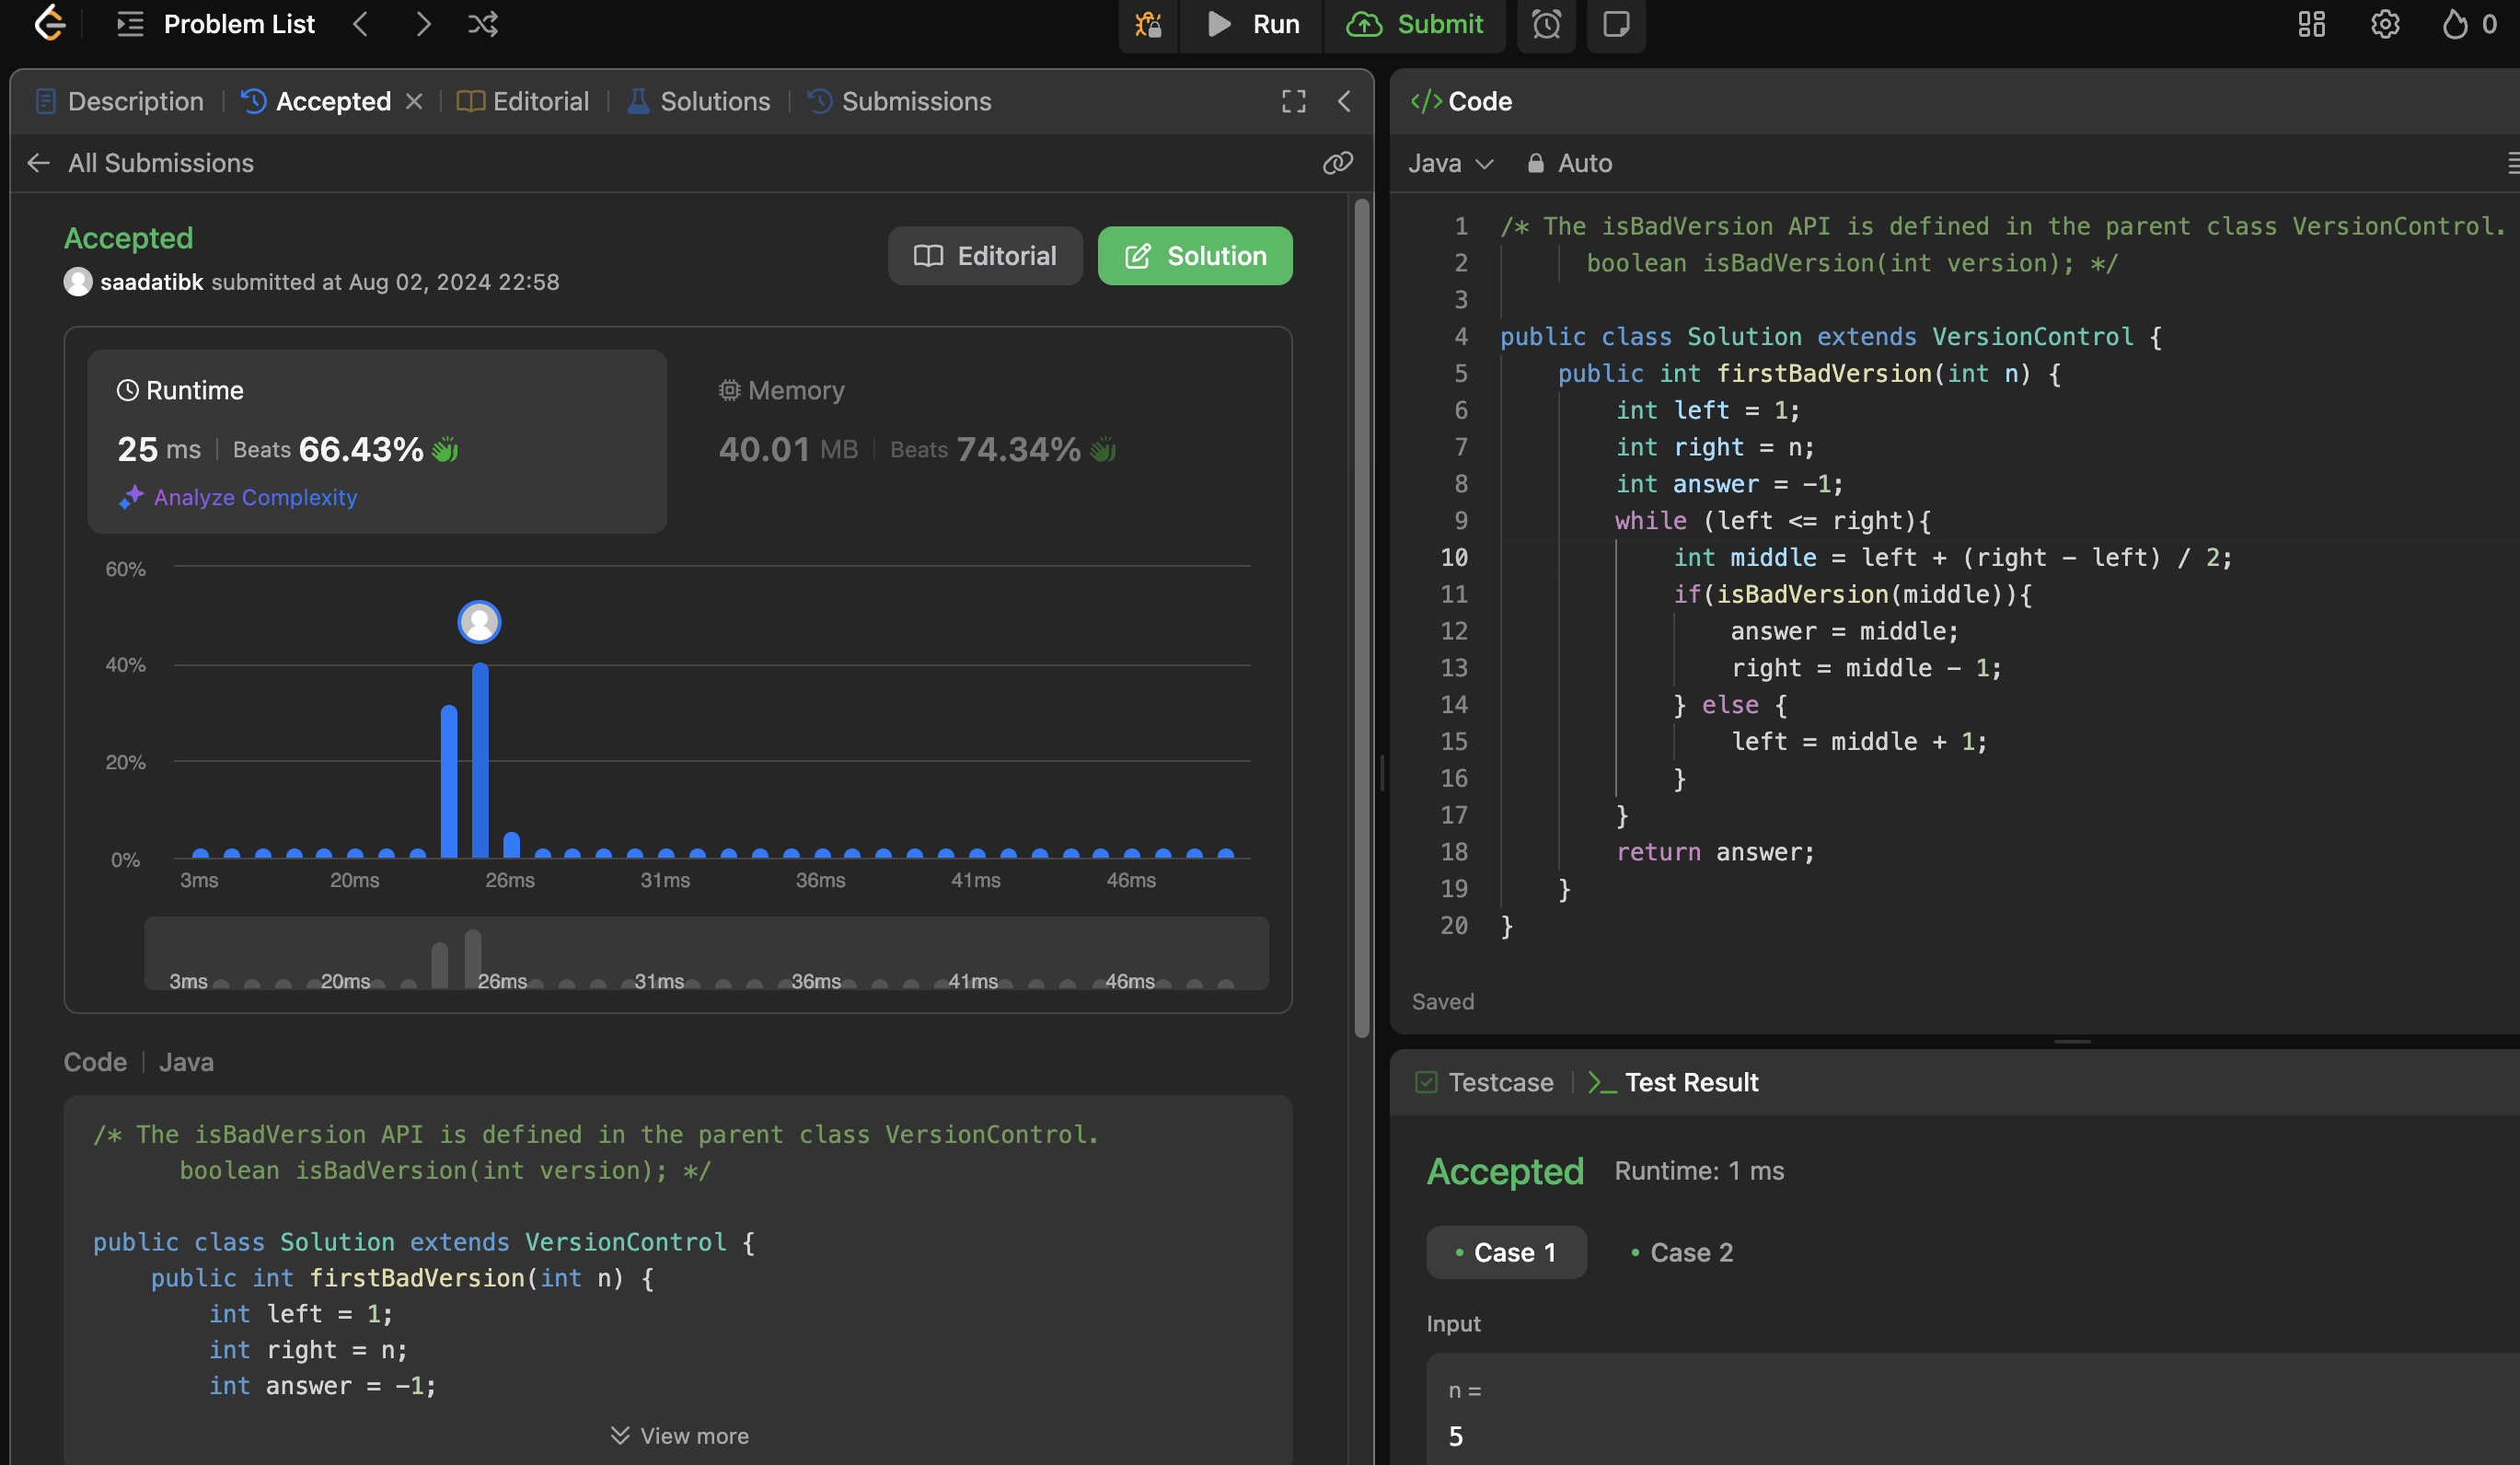 Problem List
Run
Submit
0
Description
Accepted
Editorial
Solutions
Submissions
All Submissions
Accepted
saadatibk submitted at Aug 02, 2024 22:58
Editorial
Solution
Runtime
25 ms
Beats 66.43%
Analyze Complexity
Memory
40.01 MB
Beats 74.34%
60%
40%
20%
0%
3ms
20ms
26ms
31ms
36ms
41ms
46ms
3ms
20ms
26ms
31ms
36ms
41ms
46ms
Code
Java
/* The isBadVersion API is defined in the parent class VersionControl.
      boolean isBadVersion(int version); */
public class Solution extends VersionControl {
    public int firstBadVersion(int n) {
        int left = 1;
        int right = n;
        int answer = -1;
View more
Code
Java
Auto
1 /* The isBadVersion API is defined in the parent class VersionControl.
2       boolean isBadVersion(int version); */
3
4 public class Solution extends VersionControl {
5     public int firstBadVersion(int n) {
6         int left = 1;
7         int right = n;
8         int answer = -1;
9         while (left <= right){
10             int middle = left + (right - left) / 2;
11             if(isBadVersion(middle)){
12                 answer = middle;
13                 right = middle - 1;
14             } else {
15                 left = middle + 1;
16             }
17         }
18         return answer;
19     }
20 }
Saved
Testcase
Test Result
Accepted
Runtime: 1 ms
Case 1
Case 2
Input
n =
5